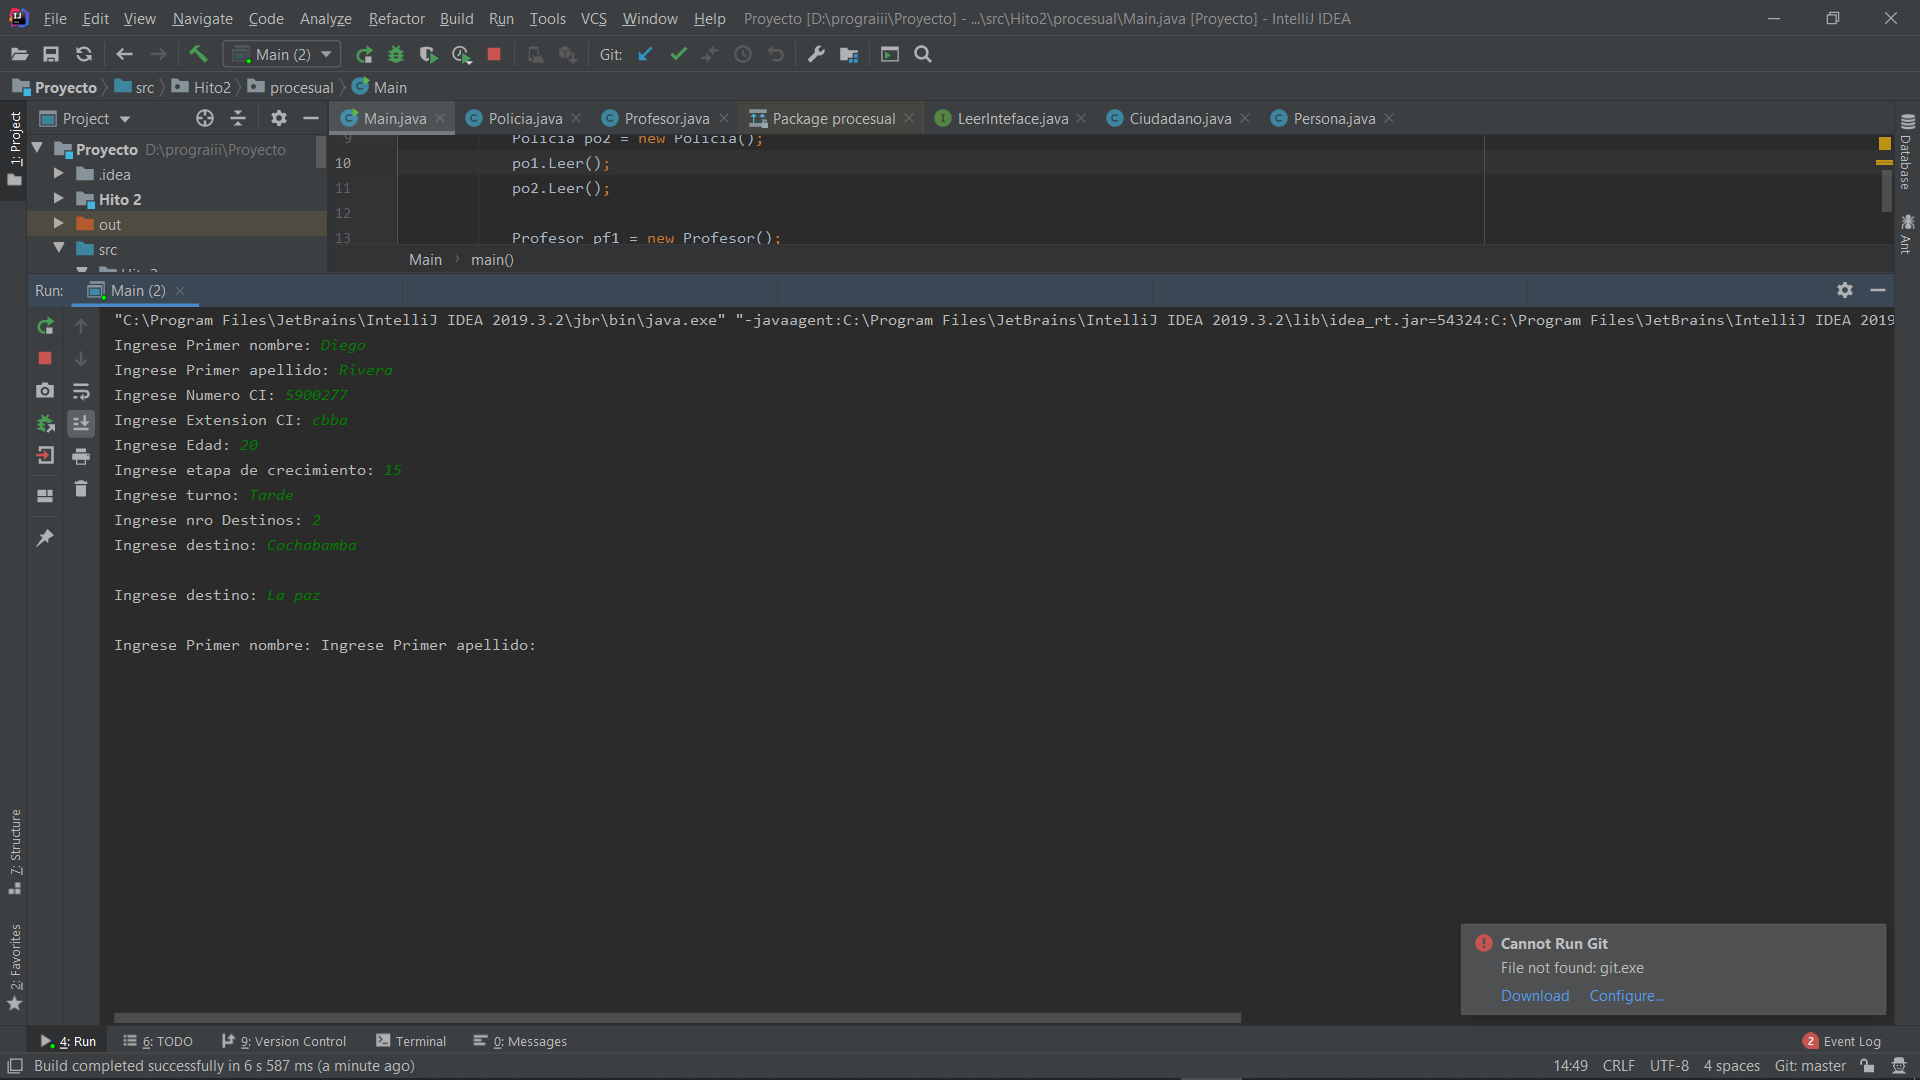 File Edit View Navigate Code Analyze Refactor Build Run Tools VCS Window Help Proyecto [D:\prograiii\Proyecto] - ...\src\Hito2\procesual\Main.java [Proyecto] - IntelliJ IDEA
Main (2) Git:
Proyecto src Hito2 procesual Main
Project Main.java Policia.java Profesor.java Package procesual LeerInteface.java Ciudadano.java Persona.java
1: Project
Database
Ant
Proyecto D:\prograiii\Proyecto
.idea
Hito 2
out
src
9 Policia po2 = new Policia();
10 po1.Leer();
11 po2.Leer();
12
13 Profesor pf1 = new Profesor();
Main main()
Run: Main (2)
"C:\Program Files\JetBrains\IntelliJ IDEA 2019.3.2\jbr\bin\java.exe" "-javaagent:C:\Program Files\JetBrains\IntelliJ IDEA 2019.3.2\lib\idea_rt.jar=54324:C:\Program Files\JetBrains\IntelliJ IDEA 2019
Ingrese Primer nombre: Diego
Ingrese Primer apellido: Rivera
Ingrese Numero CI: 5900277
Ingrese Extension CI: cbba
Ingrese Edad: 20
Ingrese etapa de crecimiento: 15
Ingrese turno: Tarde
Ingrese nro Destinos: 2
Ingrese destino: Cochabamba
Ingrese destino: La paz
Ingrese Primer nombre: Ingrese Primer apellido:
7: Structure
2: Favorites
Cannot Run Git
File not found: git.exe
Download Configure...
4: Run 6: TODO 9: Version Control Terminal 0: Messages 2 Event Log
Build completed successfully in 6 s 587 ms (a minute ago) 14:49 CRLF UTF-8 4 spaces Git: master